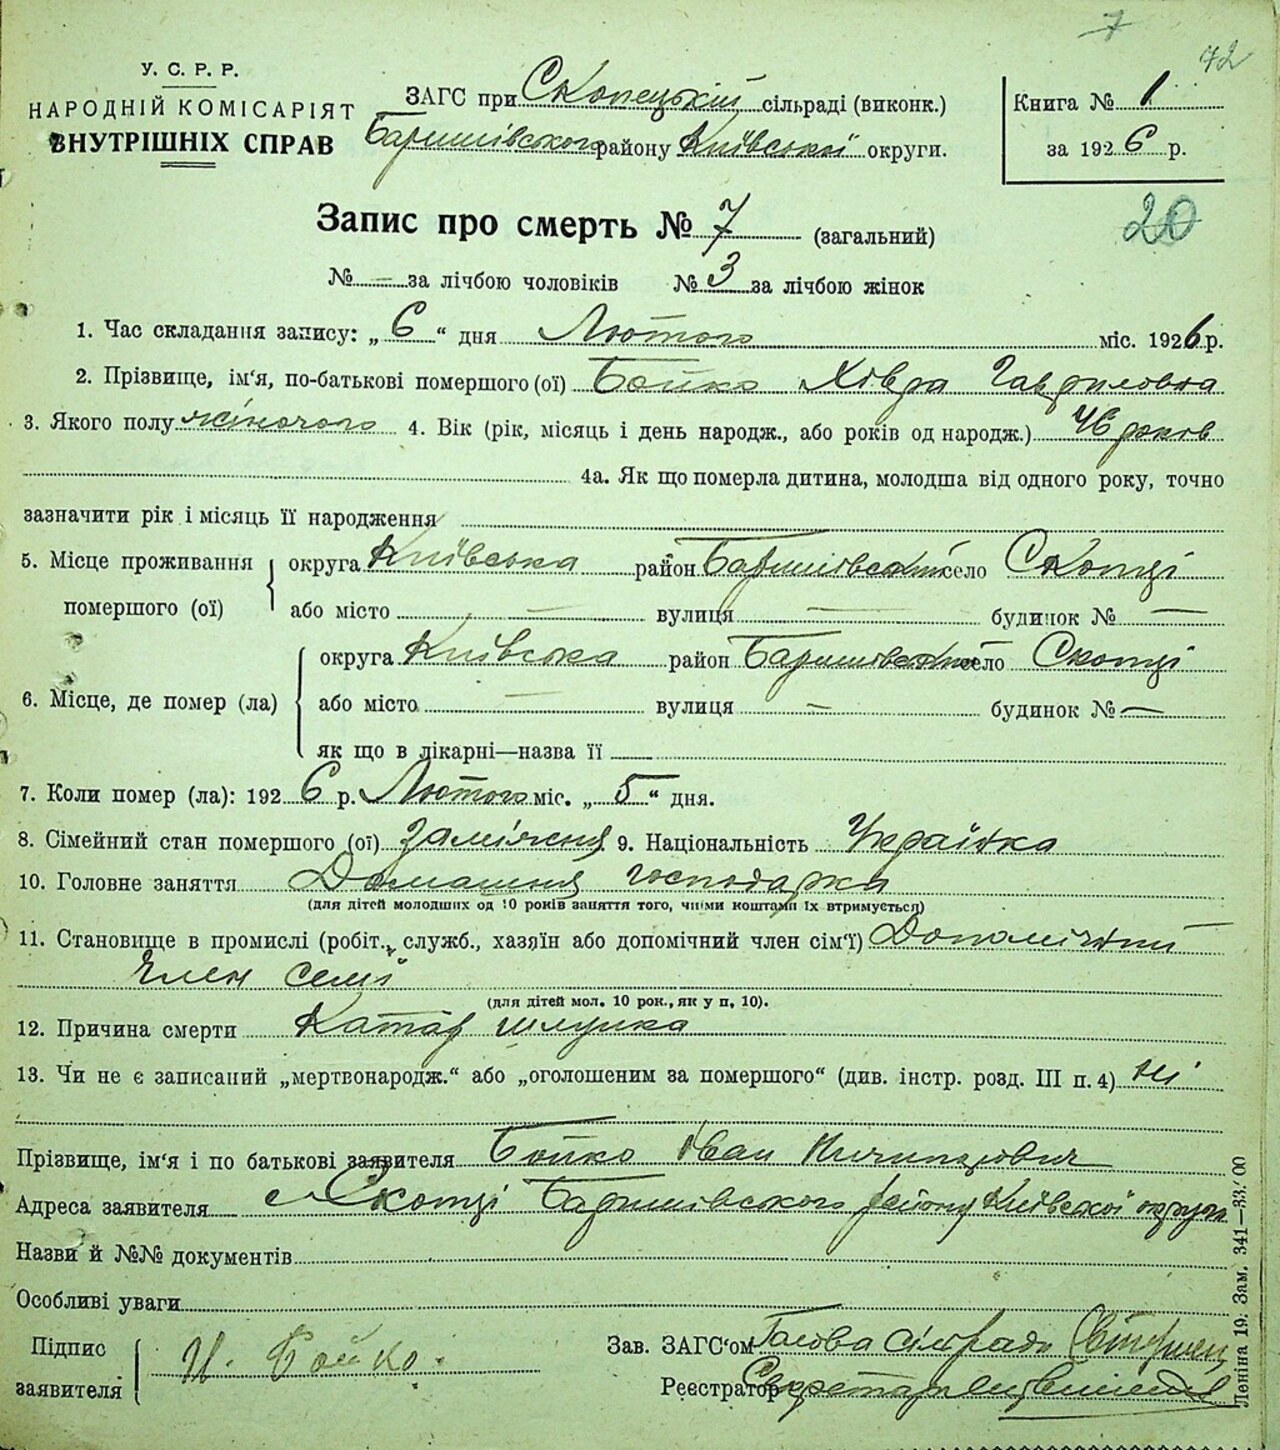 7
72
У. С. Р. Р.
НАРОДНІЙ КОМІСАРІЯТ
ВНУТРІШНІХ СПРАВ
ЗАГС при Скопецькій сільраді (виконк.)
Баришівського району Київської округи.
Книга № 1
за 1926 р.
Запис про смерть № 7 (загальний)
20
№ — за лічбою чоловіків № 3 за лічбою жінок
1. Час складання запису: „6“ дня Лютого міс. 1926 р.
2. Прізвище, ім'я, по-батькові помершого (ої) Бойко Хівра Гавриловна
3. Якого полу жіночого 4. Вік (рік, місяць і день народж., або років од народж.) 46 років
4а. Як що померла дитина, молодша від одного року, точно
зазначити рік і місяць її народження
5. Місце проживання помершого (ої) округа Київська район Баришівський село Скопці
або місто — вулиця — будинок № —
6. Місце, де помер (ла) округа Київська район Баришівський село Скопці
або місто — вулиця — будинок № —
як що в лікарні—назва її
7. Коли помер (ла): 1926 р. Лютого міс. „5“ дня.
8. Сімейний стан помершого (ої) Заміжня 9. Національність Українка
10. Головне заняття Домашня господарка
(для дітей молодших од 10 років заняття того, чиїми коштами їх втримується)
11. Становище в промислі (робіт., служб., хазяїн або допомічний член сім'ї) Допомічний
член семї
(для дітей мол. 10 рок., як у п. 10).
12. Причина смерти Катар шлунка
13. Чи не є записаний „мертвонародж.“ або „оголошеним за помершого“ (див. інстр. розд. III п. 4) ні
Прізвище, ім'я і по батькові заявителя Бойко Іван Ничипорович
Адреса заявителя с. Скопці Баришівського району Київської округи
Назви й №№ документів
Особливі уваги
Підпис заявителя И. Бойко.
Зав. ЗАГС'ом Голова сільради
Реєстратор Секретар
Леніна 19. Зам. 341—33.